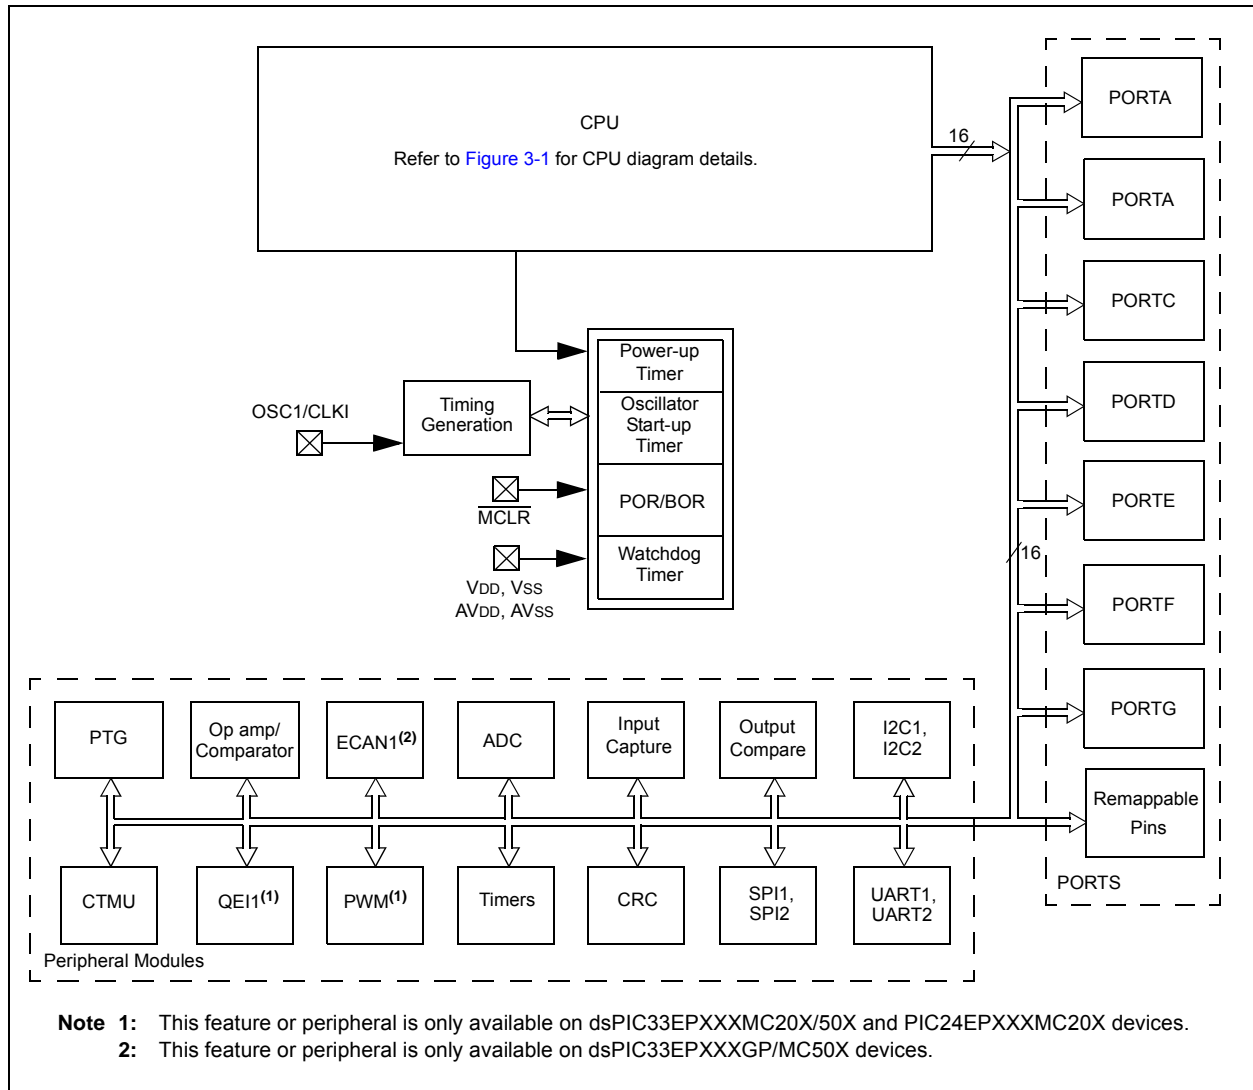 CPU
Refer to Figure 3-1 for CPU diagram details.
16
PORTA
PORTA
PORTC
PORTD
PORTE
16
PORTF
PORTG
Remappable
Pins
PORTS
Power-up
Timer
Oscillator
Start-up
Timer
POR/BOR
Watchdog
Timer
Timing
Generation
OSC1/CLKI
MCLR
VDD, VSS
AVDD, AVSS
PTG
Op amp/
Comparator
ECAN1(2)
ADC
Input
Capture
Output
Compare
I2C1,
I2C2
CTMU
QEI1(1)
PWM(1)
Timers
CRC
SPI1,
SPI2
UART1,
UART2
Peripheral Modules
Note 1: This feature or peripheral is only available on dsPIC33EPXXXMC20X/50X and PIC24EPXXXMC20X devices.
2: This feature or peripheral is only available on dsPIC33EPXXXGP/MC50X devices.